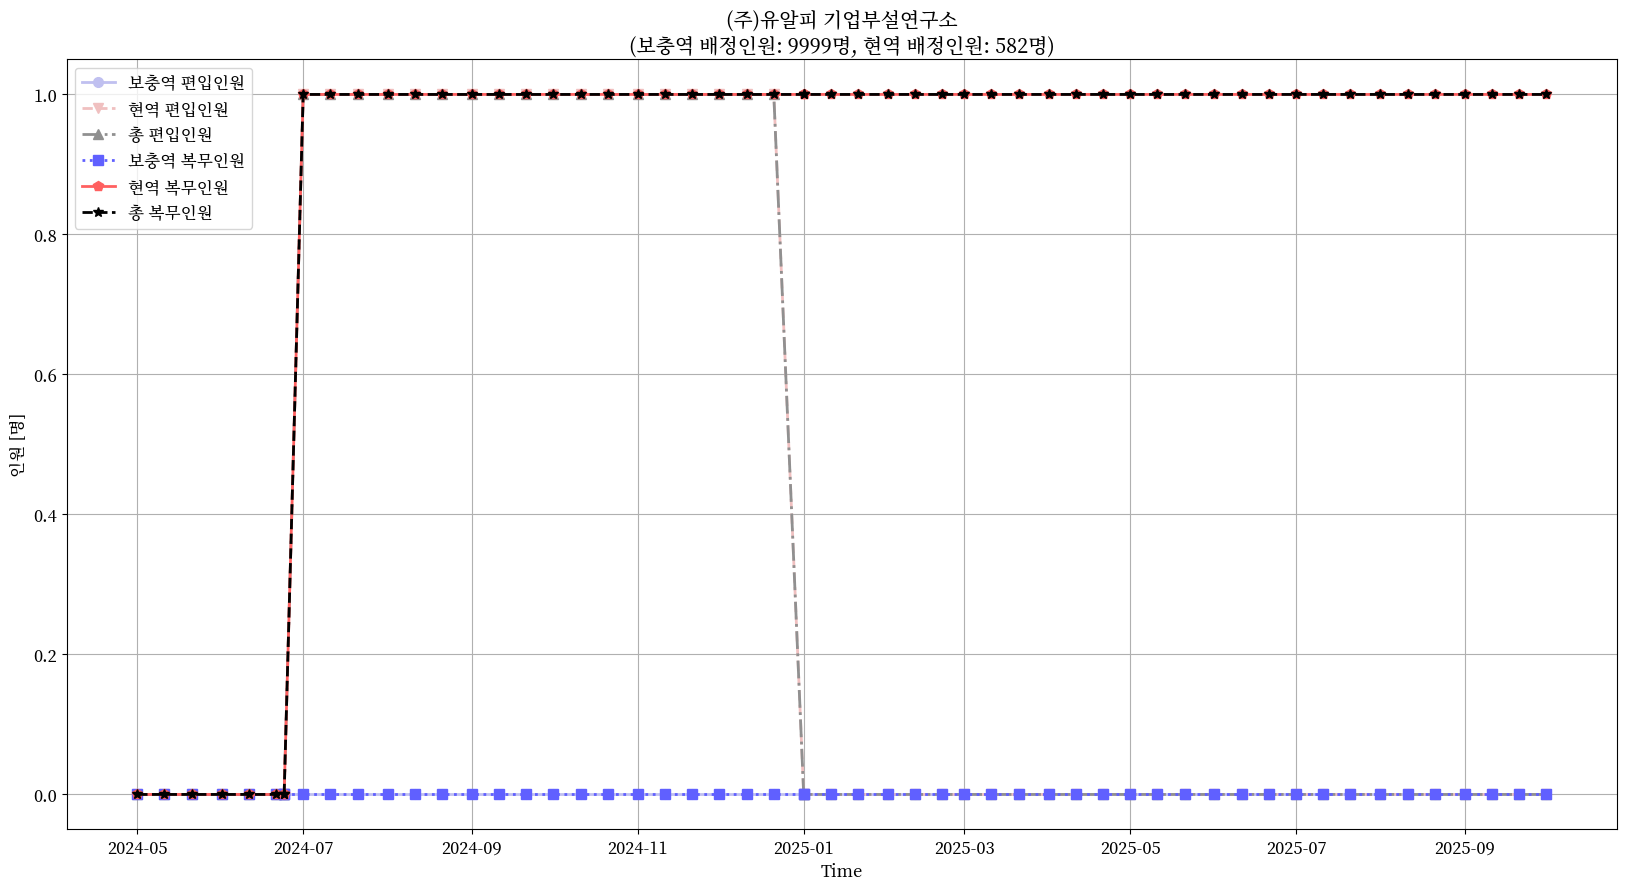 (주)유알피 기업부설연구소
(보충역 배정인원: 9999명, 현역 배정인원: 582명)
보충역 편입인원
현역 편입인원
총 편입인원
보충역 복무인원
현역 복무인원
총 복무인원
1.0
0.8
0.6
0.4
0.2
0.0
인원 [명]
2024-05
2024-07
2024-09
2024-11
2025-01
2025-03
2025-05
2025-07
2025-09
Time